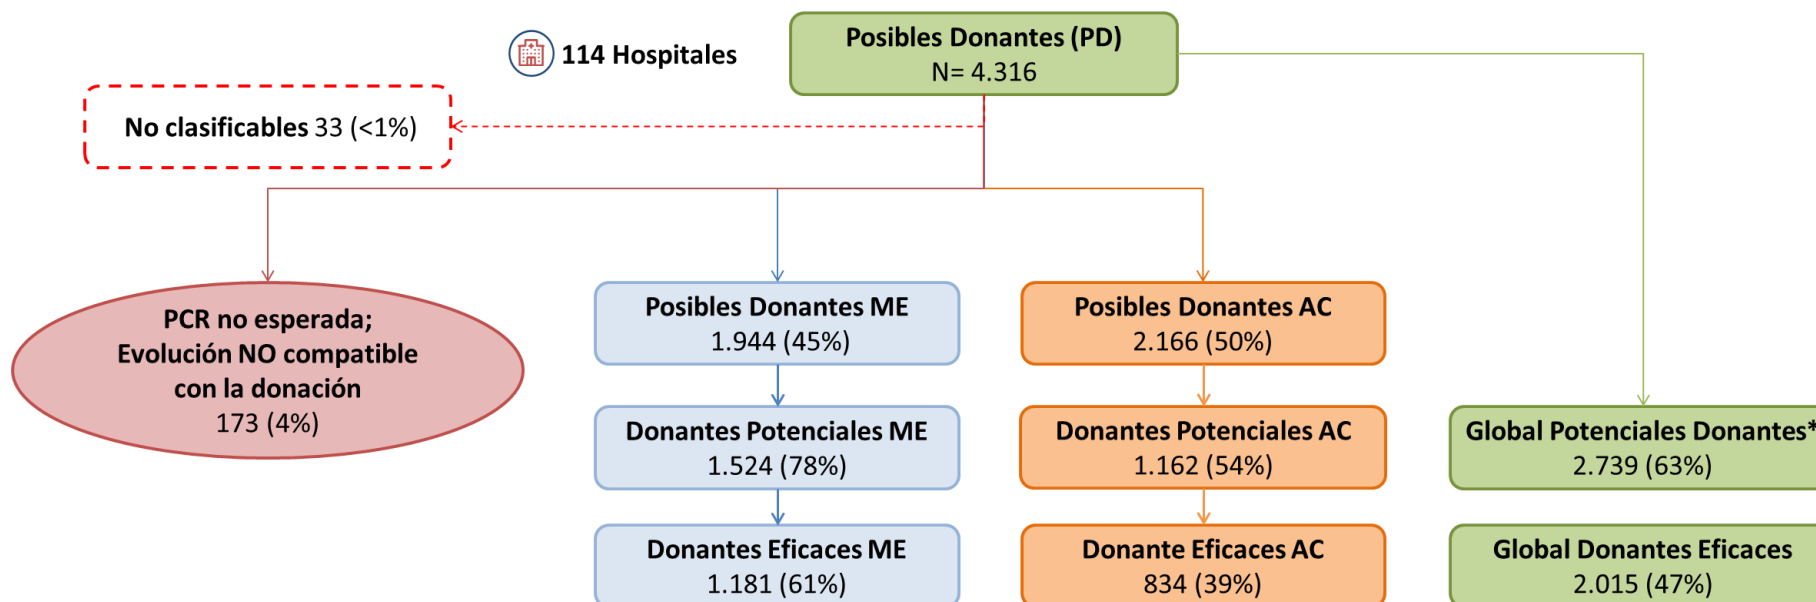 114 Hospitales
Posibles Donantes (PD)
N= 4.316
No clasificables 33 (<1%)
PCR no esperada;
Evolución NO compatible
con la donación
173 (4%)
Posibles Donantes ME
1.944 (45%)
Donantes Potenciales ME
1.524 (78%)
Donantes Eficaces ME
1.181 (61%)
Posibles Donantes AC
2.166 (50%)
Donantes Potenciales AC
1.162 (54%)
Donante Eficaces AC
834 (39%)
Global Potenciales Donantes*
2.739 (63%)
Global Donantes Eficaces
2.015 (47%)